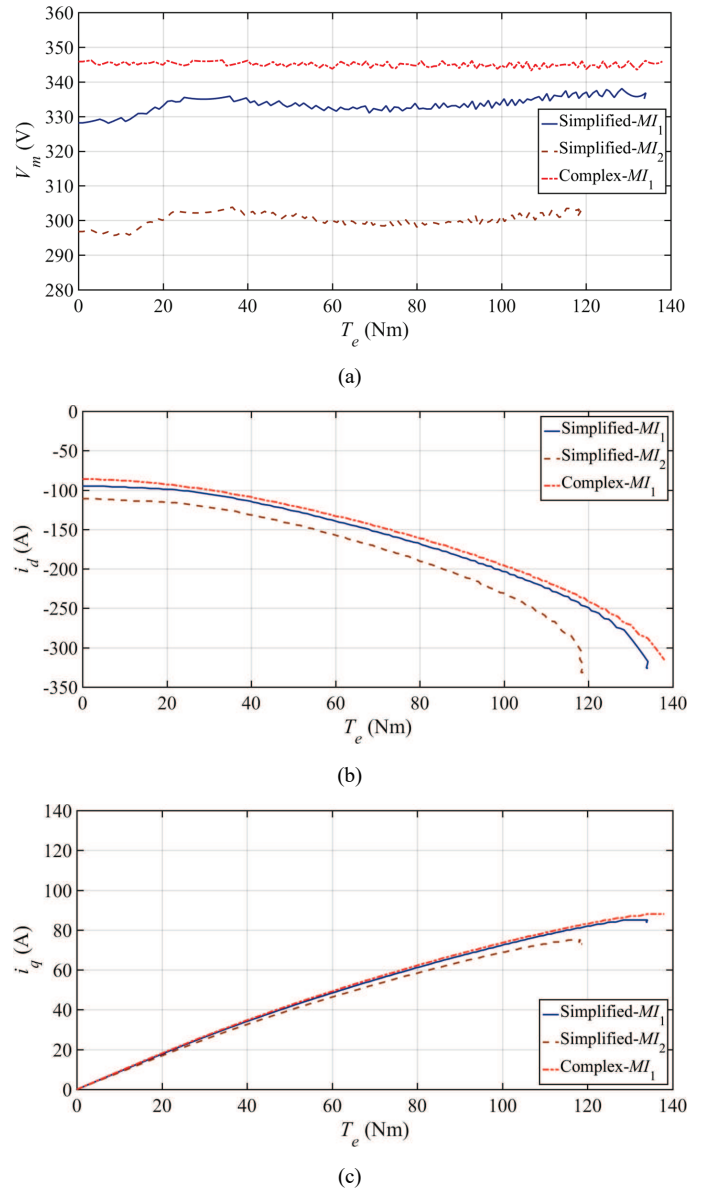 350
340
330
320
310
300
290
280
V_m (V)
Simplified-MI_1
Simplified-MI_2
Complex-MI_1
0 20 40 60 80 100 120 140
T_e (Nm)
(a)
0
-50
-100
-150
-200
-250
-300
-350
i_d (A)
Simplified-MI_1
Simplified-MI_2
Complex-MI_1
0 20 40 60 80 100 120 140
T_e (Nm)
(b)
140
120
100
80
60
40
20
0
i_q (A)
Simplified-MI_1
Simplified-MI_2
Complex-MI_1
0 20 40 60 80 100 120 140
T_e (Nm)
(c)